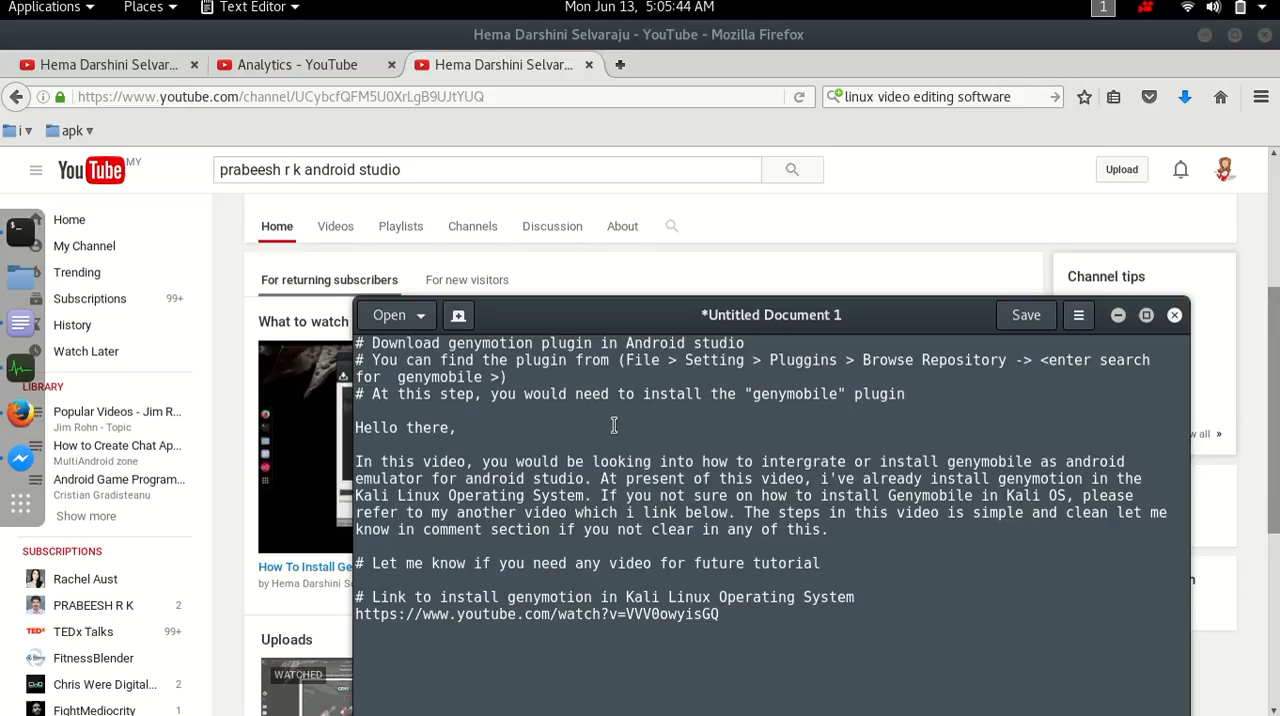 Applications Places Text Editor Mon Jun 13, 5:05:44 AM 1
Hema Darshini Selvaraju - YouTube - Mozilla Firefox
Hema Darshini Selvar... Analytics - YouTube Hema Darshini Selvar...
https://www.youtube.com/channel/UCybcfQFM5U0XrLgB9UJtYUQ linux video editing software
i apk
YouTube MY prabeesh r k android studio Upload
Home
My Channel
Trending
Subscriptions 99+
History
Watch Later
LIBRARY
Popular Videos - Jim R...
Jim Rohn - Topic
How to Create Chat Ap...
MultiAndroid zone
Android Game Program...
Cristian Gradisteanu
Show more
SUBSCRIPTIONS
Rachel Aust
PRABEESH R K 2
TEDx Talks 99+
FitnessBlender
Chris Were Digital... 2
FightMediocrity 1
Home Videos Playlists Channels Discussion About
For returning subscribers For new visitors
Channel tips
What to watch
How To Install Ge
by Hema Darshini S
Uploads
WATCHED
all »
Open *Untitled Document 1 Save
# Download genymotion plugin in Android studio
# You can find the plugin from (File > Setting > Pluggins > Browse Repository -> <enter search
for  genymobile >)
# At this step, you would need to install the "genymobile" plugin
Hello there,
In this video, you would be looking into how to intergrate or install genymobile as android
emulator for android studio. At present of this video, i've already install genymotion in the
Kali Linux Operating System. If you not sure on how to install Genymobile in Kali OS, please
refer to my another video which i link below. The steps in this video is simple and clean let me
know in comment section if you not clear in any of this.
# Let me know if you need any video for future tutorial
# Link to install genymotion in Kali Linux Operating System
https://www.youtube.com/watch?v=VVV0owyisGQ